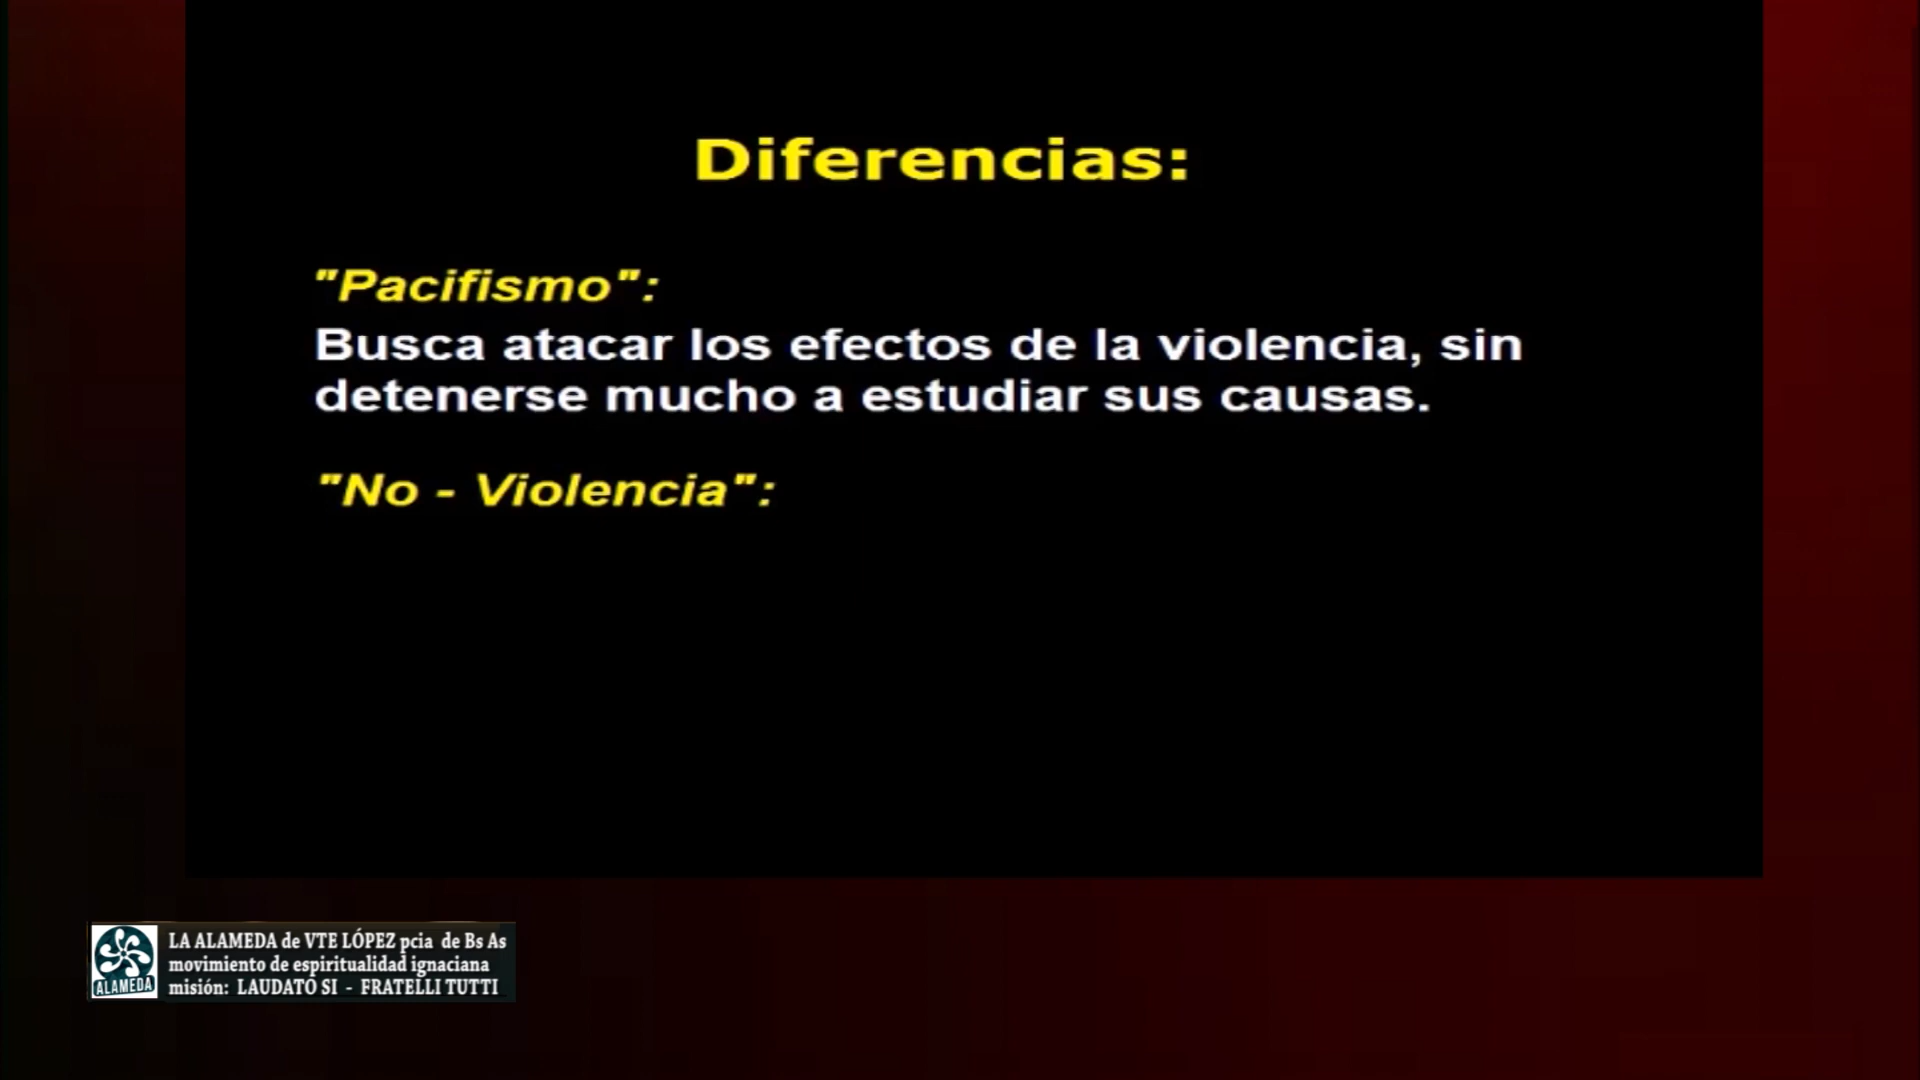 Diferencias:
"Pacifismo":
Busca atacar los efectos de la violencia, sin
detenerse mucho a estudiar sus causas.
"No - Violencia":
ALAMEDA
LA ALAMEDA de VTE LÓPEZ pcia de Bs As
movimiento de espiritualidad ignaciana
misión: LAUDATO SI - FRATELLI TUTTI